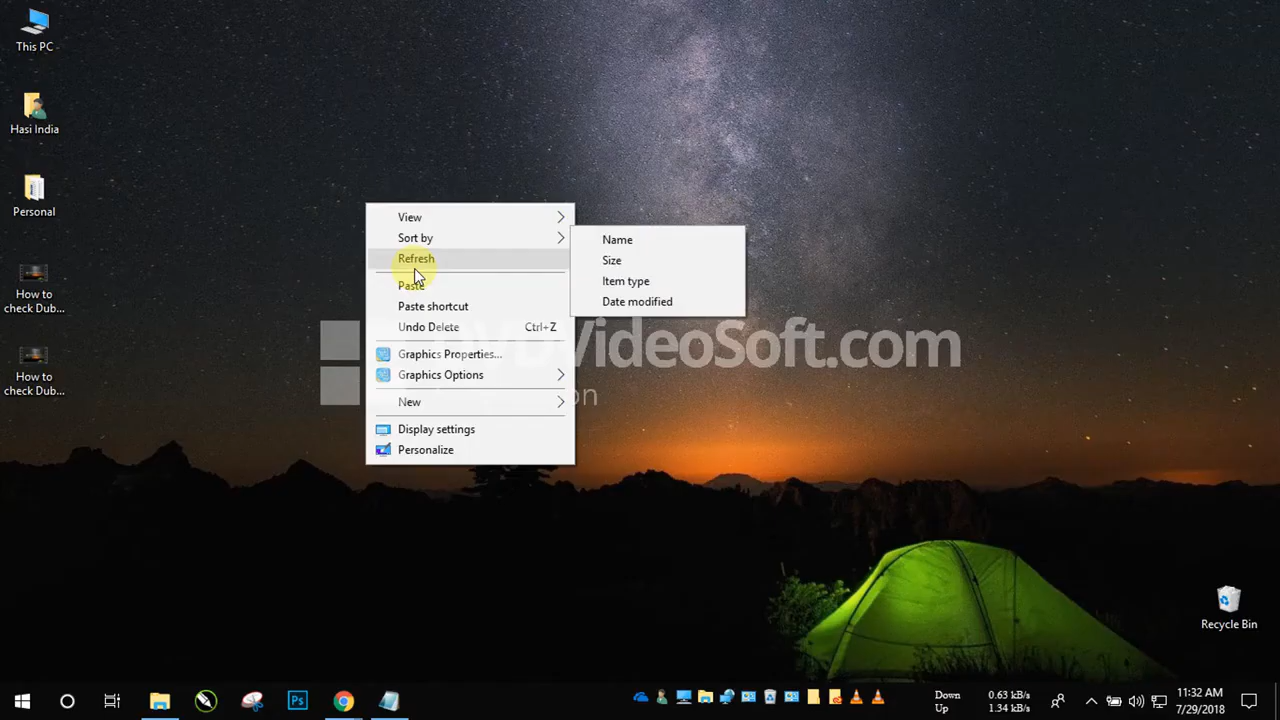 This PC
Hasi India
Personal
How to
check Dub...
How to
check Dub...
View
Sort by
Refresh
Paste
Paste shortcut
Undo Delete Ctrl+Z
Graphics Properties...
Graphics Options
New
Display settings
Personalize
Name
Size
Item type
Date modified
VideoSoft.com
on
Recycle Bin
Ps
Down 0.63 kB/s
Up 1.34 kB/s
11:32 AM
7/29/2018